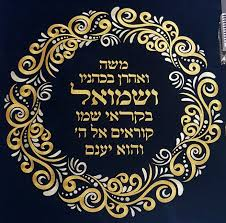 משה
ואהרן בכהניו
ושמואל
בקראי שמו
קוראים אל ה׳
והוא יענם